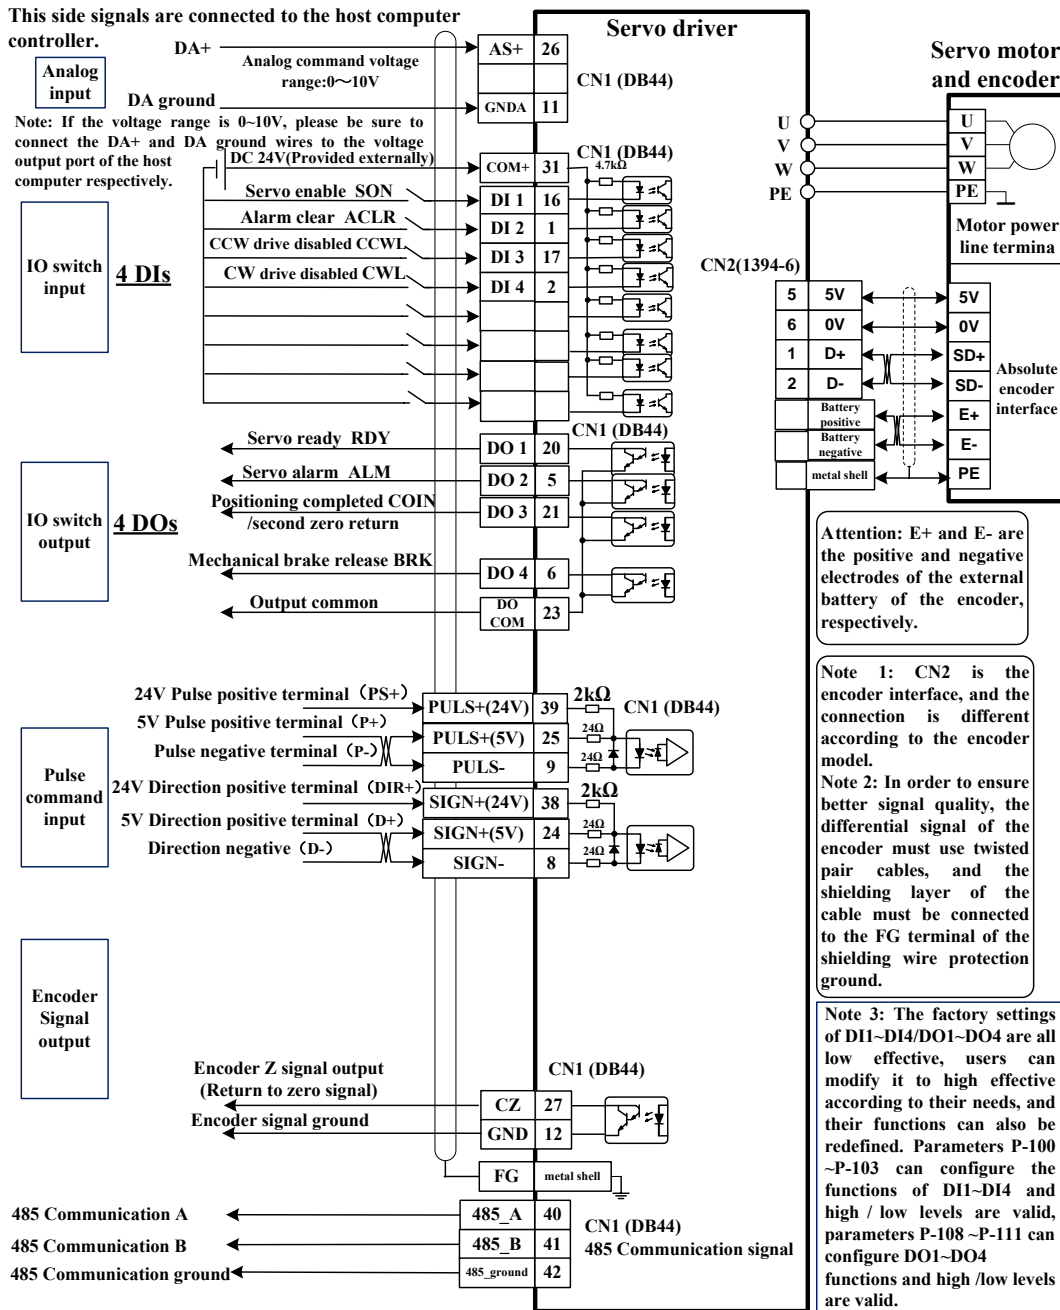 This side signals are connected to the host computer
controller.
Servo driver
Servo motor
and encoder
Analog
input
DA+
Analog command voltage
range:0～10V
DA ground
AS+ 26
GNDA 11
CN1 (DB44)
Note: If the voltage range is 0~10V, please be sure to
connect the DA+ and DA ground wires to the voltage
output port of the host
computer respectively.
DC 24V(Provided externally)
COM+ 31
CN1 (DB44)
4.7kΩ
IO switch
input
4 DIs
Servo enable SON
DI 1 16
Alarm clear ACLR
DI 2 1
CCW drive disabled CCWL
DI 3 17
CW drive disabled CWL
DI 4 2
U
V
W
PE
U
V
W
PE
Motor power
line termina
CN2(1394-6)
5 5V
6 0V
1 D+
2 D-
Battery
positive
Battery
negative
metal shell
5V
0V
SD+
SD-
E+
E-
PE
Absolute
encoder
interface
IO switch
output
4 DOs
CN1 (DB44)
Servo ready RDY
DO 1 20
Servo alarm ALM
DO 2 5
Positioning completed COIN
/second zero return
DO 3 21
Mechanical brake release BRK
DO 4 6
Output common
DO
COM
23
Attention: E+ and E- are
the positive and negative
electrodes of the external
battery of the encoder,
respectively.
Pulse
command
input
24V Pulse positive terminal（PS+)
PULS+(24V) 39
2kΩ
CN1 (DB44)
5V Pulse positive terminal（P+)
PULS+(5V) 25
24Ω
Pulse negative terminal（P-）
PULS- 9
24Ω
24V Direction positive terminal (DIR+)
SIGN+(24V) 38
2kΩ
5V Direction positive terminal（D+)
SIGN+(5V) 24
24Ω
Direction negative（D-）
SIGN- 8
24Ω
Note 1: CN2 is the
encoder interface, and the
connection is different
according to the encoder
model.
Note 2: In order to ensure
better signal quality, the
differential signal of the
encoder must use twisted
pair cables, and the
shielding layer of the
cable must be connected
to the FG terminal of the
shielding wire protection
ground.
Encoder
Signal
output
Encoder Z signal output
(Return to zero signal)
Encoder signal ground
CN1 (DB44)
CZ 27
GND 12
FG metal shell
485 Communication A
485_A 40
485 Communication B
485_B 41
485 Communication ground
485_ground 42
CN1 (DB44)
485 Communication signal
Note 3: The factory settings
of DI1~DI4/DO1~DO4 are all
low effective, users can
modify it to high effective
according to their needs, and
their functions can also be
redefined. Parameters P-100
~P-103 can configure the
functions of DI1~DI4 and
high / low levels are valid,
parameters P-108 ~P-111 can
configure DO1~DO4
functions and high /low levels
are valid.